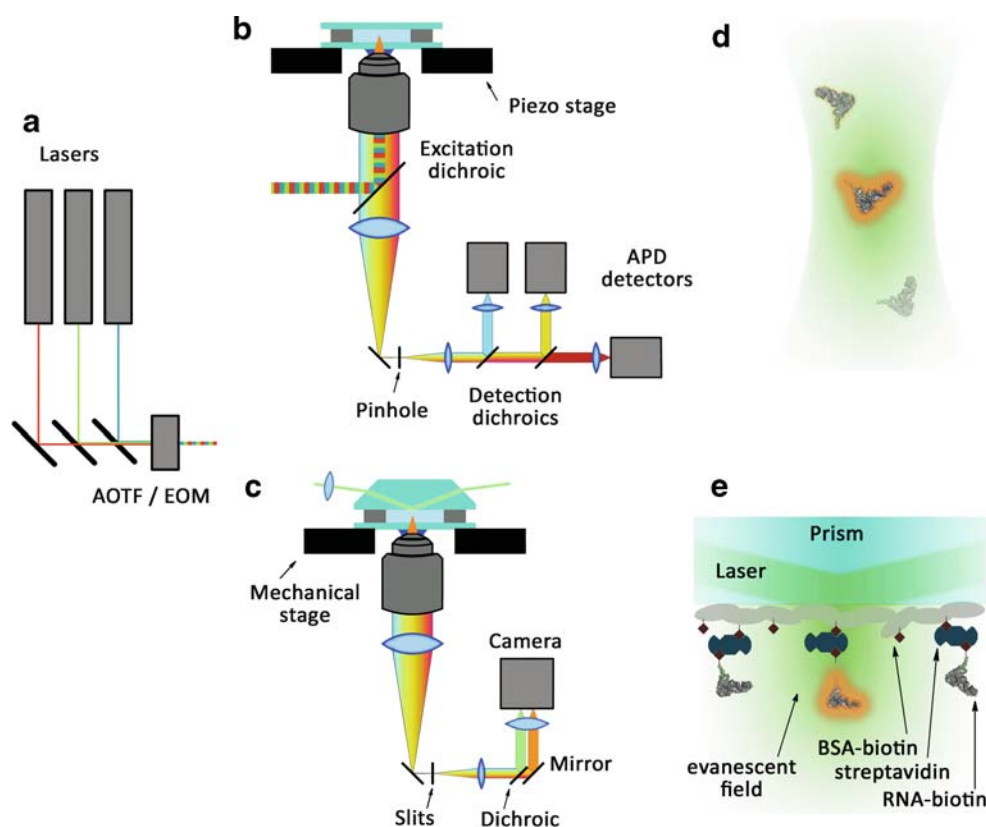 a
Lasers
AOTF / EOM
b
Piezo stage
Excitation
dichroic
APD
detectors
Pinhole
Detection
dichroics
c
Mechanical
stage
Camera
Mirror
Slits
Dichroic
d
e
Prism
Laser
evanescent
field
BSA-biotin
streptavidin
RNA-biotin